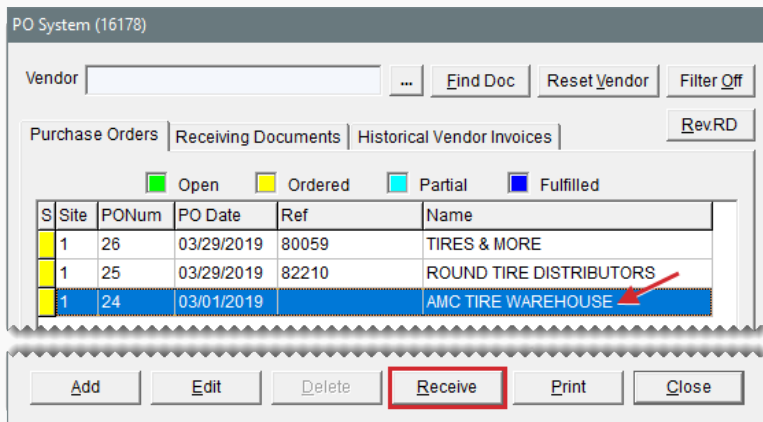 PO System (16178)
Vendor ... Find Doc Reset Vendor Filter Off
Rev.RD
Purchase Orders Receiving Documents Historical Vendor Invoices
Open Ordered Partial Fulfilled
S Site PONum PO Date Ref Name
1 26 03/29/2019 80059 TIRES & MORE
1 25 03/29/2019 82210 ROUND TIRE DISTRIBUTORS
1 24 03/01/2019 AMC TIRE WAREHOUSE
Add Edit Delete Receive Print Close